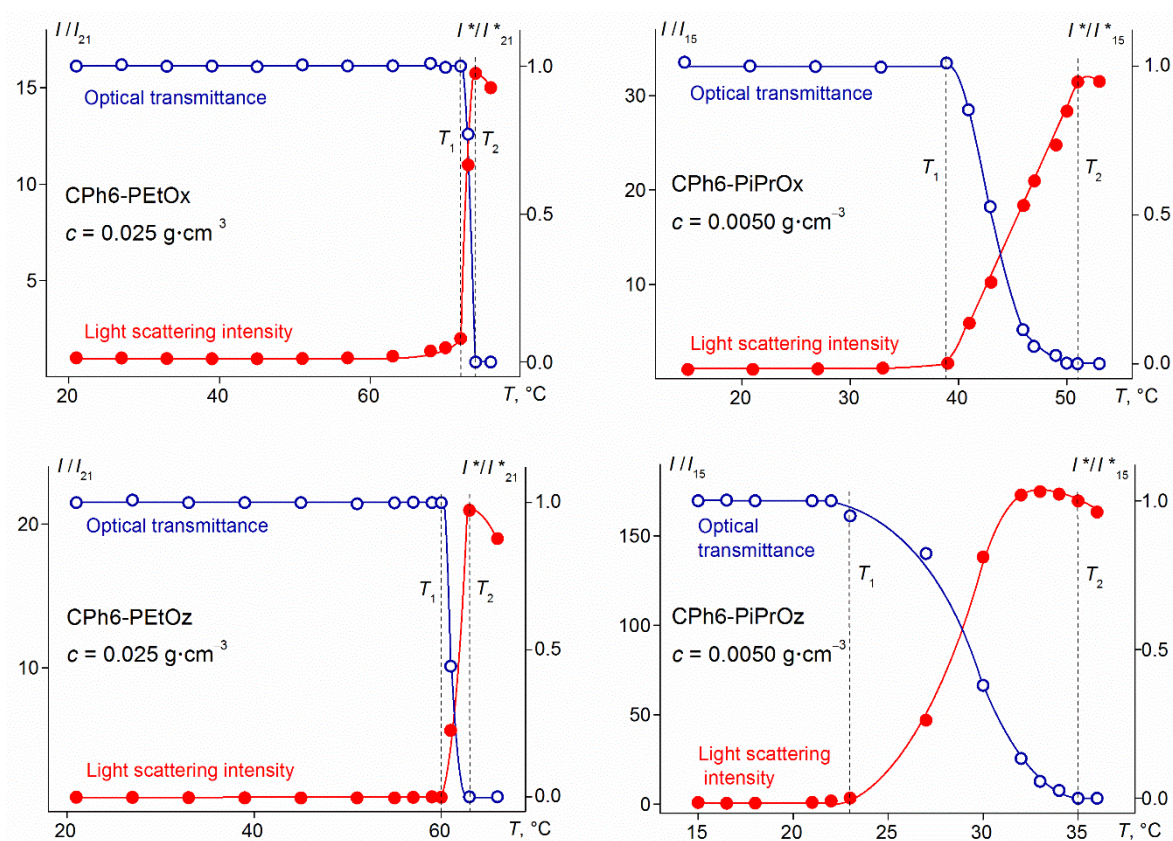 I/I21
I*/I*21
15
10
5
1.0
0.5
0.0
Optical transmittance
T1
T2
CPh6-PEtOx
c = 0.025 g·cm 3
Light scattering intensity
20
40
60
T, °C
I/I15
I*/I*15
30
20
10
1.0
0.5
0.0
Optical transmittance
T1
T2
CPh6-PiPrOx
c = 0.0050 g·cm−3
Light scattering intensity
20
30
40
50
T, °C
I/I21
I*/I*21
20
10
1.0
0.5
0.0
Optical transmittance
T1
T2
CPh6-PEtOz
c = 0.025 g·cm 3
Light scattering intensity
20
40
60
T, °C
I/I15
I*/I*15
150
100
50
0
1.0
0.5
0.0
Optical
transmittance
T1
T2
CPh6-PiPrOz
c = 0.0050 g·cm−3
Light scattering
intensity
15
20
25
30
35
T, °C